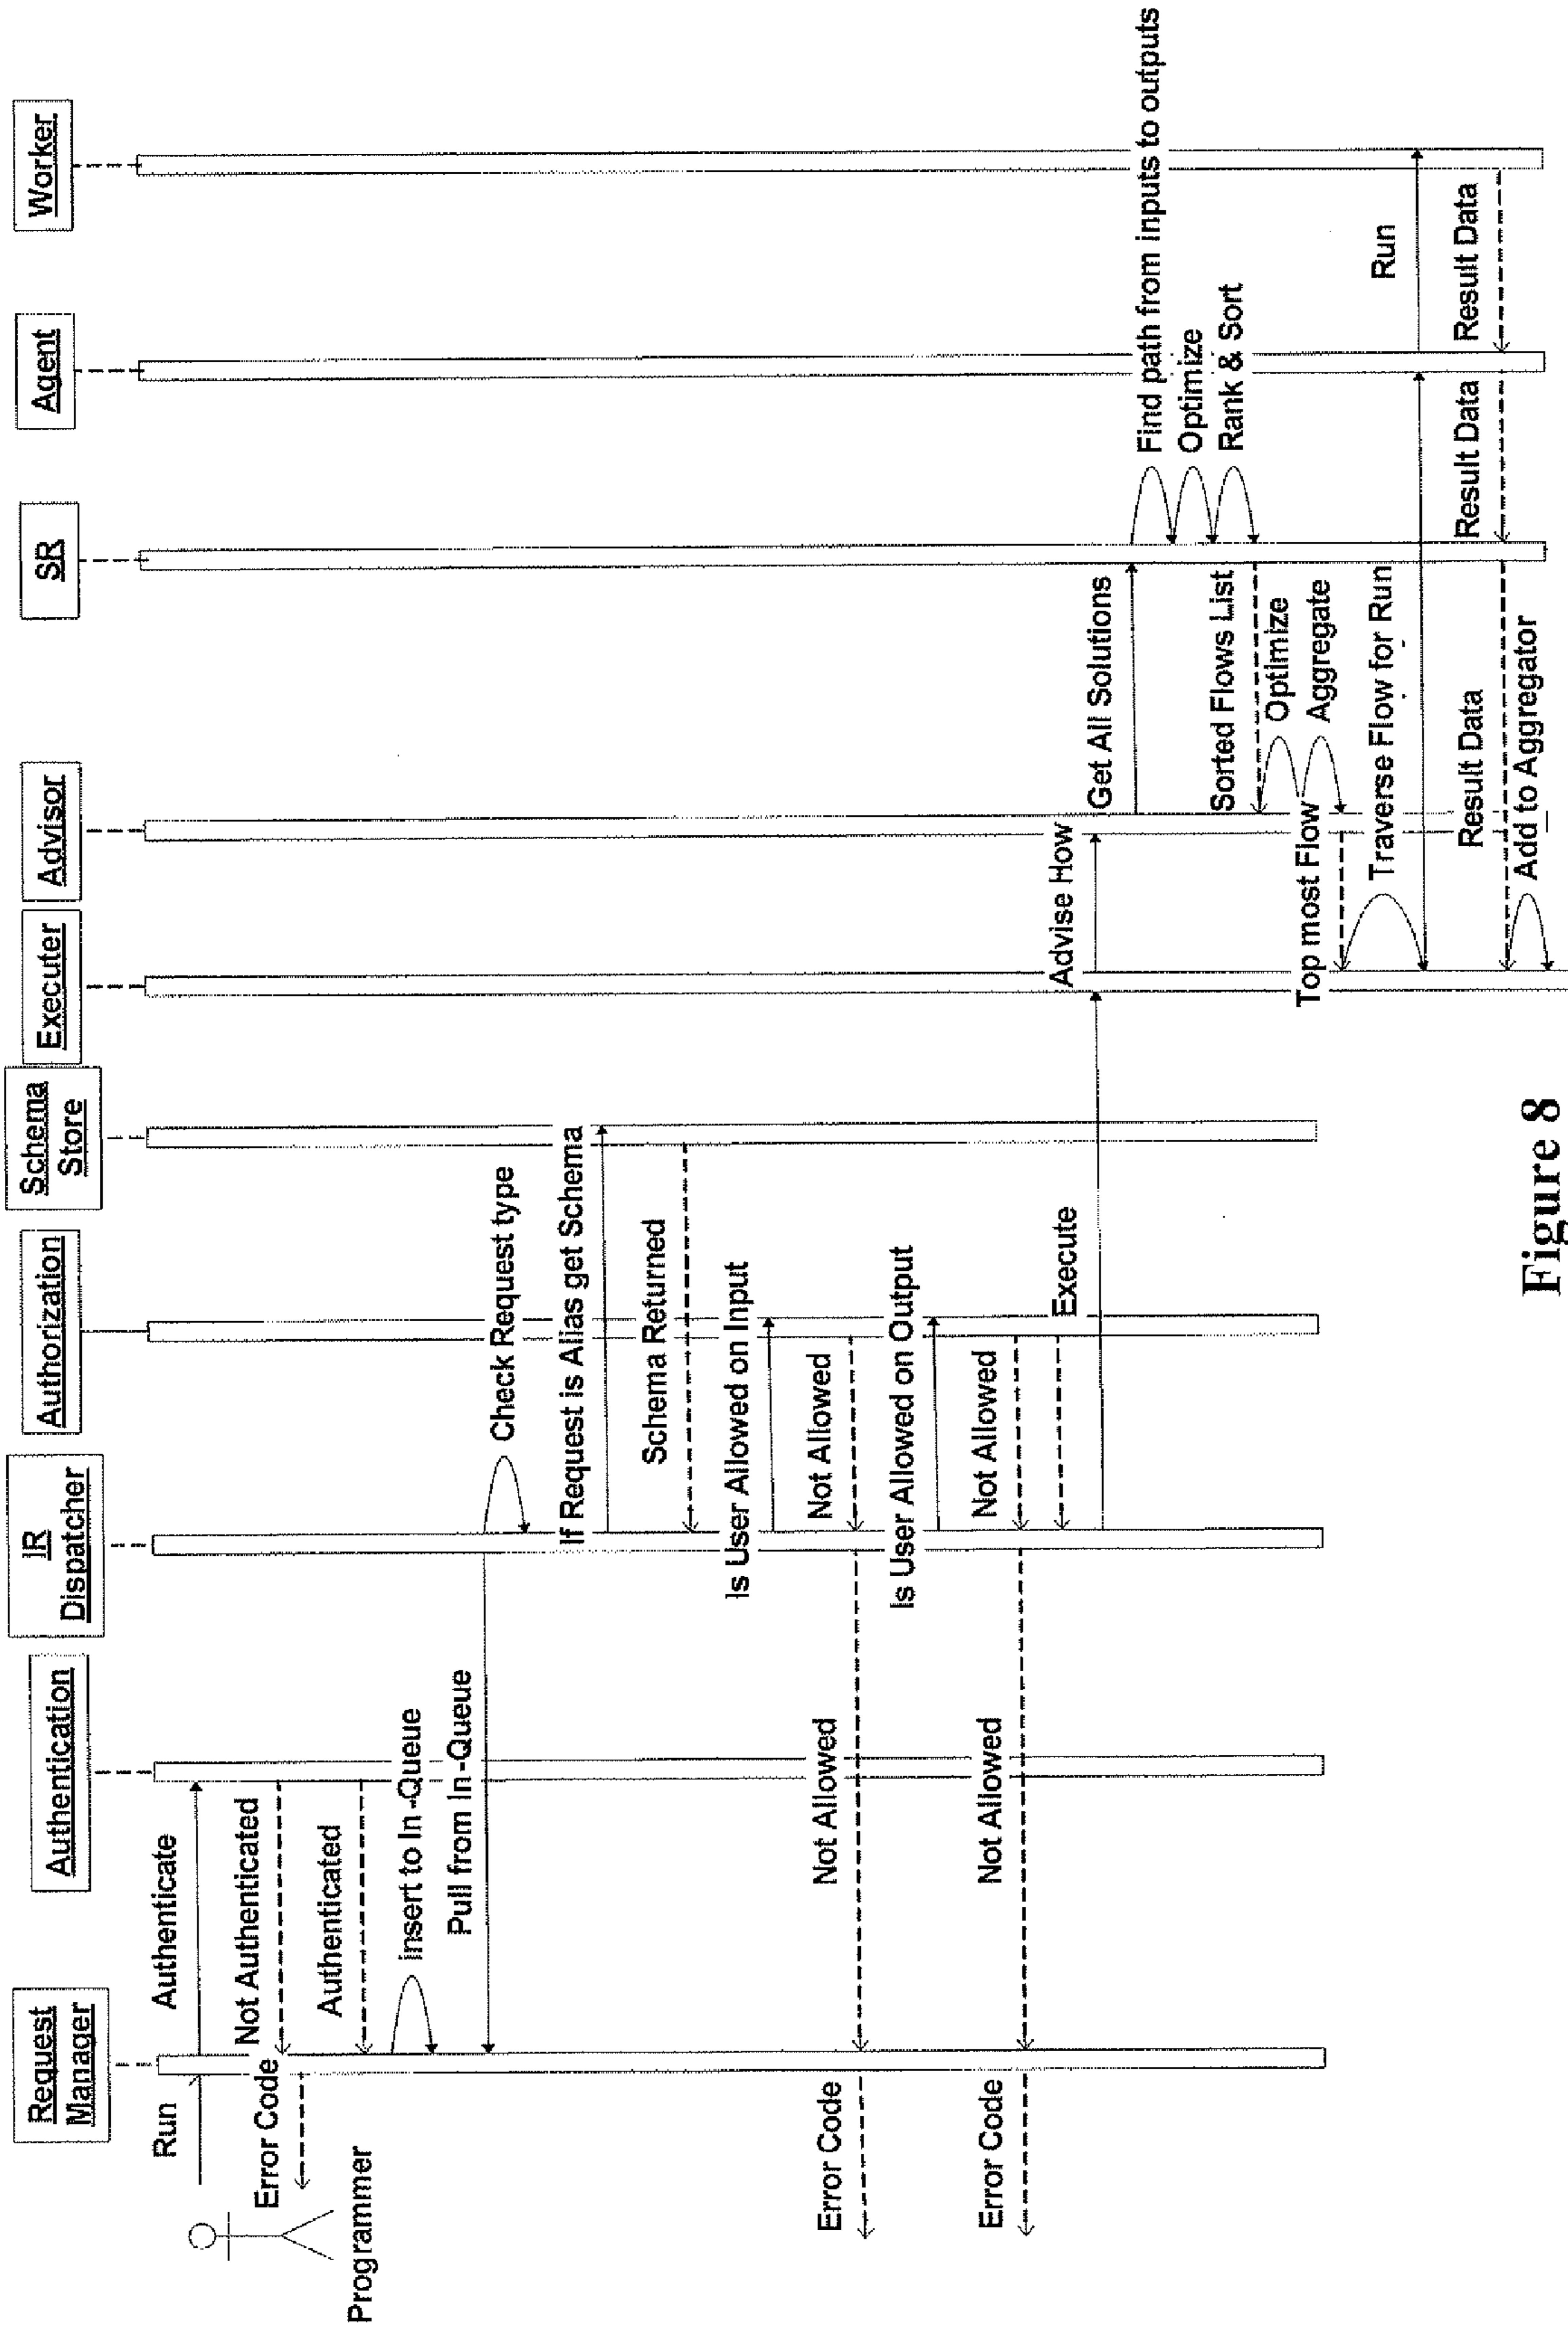 Request
Manager
Authentication
IR
Dispatcher
Authorization
Schema
Store
Executer
Advisor
SR
Agent
Worker
Run
Authenticate
Not Authenticated
Error Code
Authenticated
Programmer
insert to In-Queue
Pull from In-Queue
Check Request type
If Request is Alias get Schema
Schema Returned
Is User Allowed on Input
Not Allowed
Not Allowed
Error Code
Is User Allowed on Output
Not Allowed
Not Allowed
Error Code
Execute
Advise How
Get All Solutions
Find path from inputs to outputs
Optimize
Rank & Sort
Sorted Flows List
Optimize
Aggregate
Top most Flow
Traverse Flow for Run
Run
Result Data
Result Data
Result Data
Add to Aggregator
Figure 8